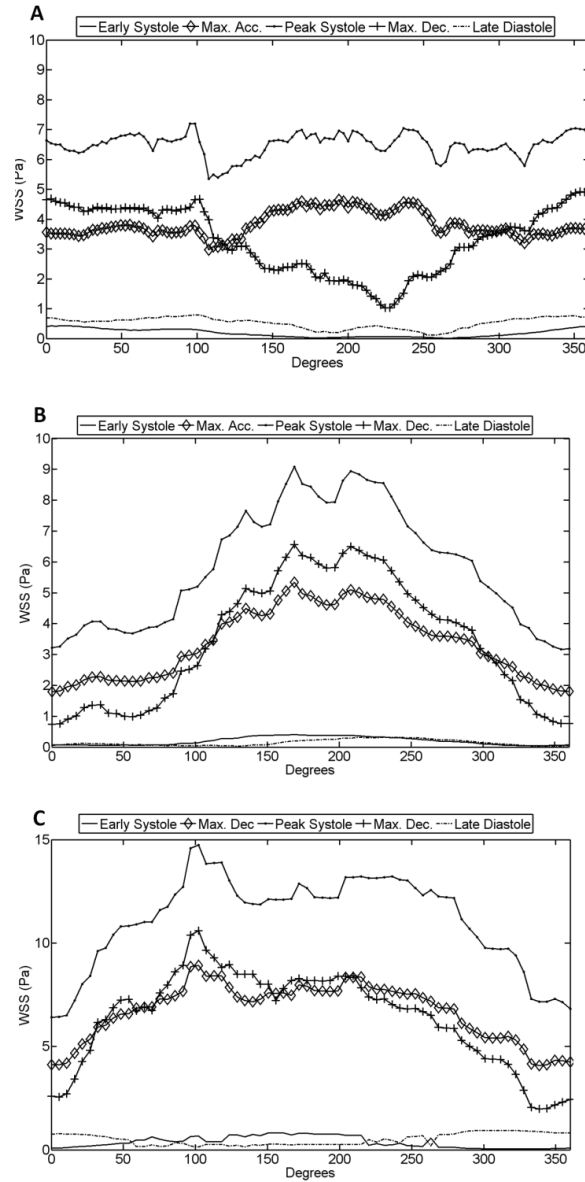 A
Early Systole Max. Acc. Peak Systole Max. Dec. Late Diastole
10
9
8
7
6
5
4
3
2
1
0
WSS (Pa)
0 50 100 150 200 250 300 350
Degrees
B
Early Systole Max. Acc. Peak Systole Max. Dec. Late Diastole
10
9
8
7
6
5
4
3
2
1
0
WSS (Pa)
0 50 100 150 200 250 300 350
Degrees
C
Early Systole Max. Dec Peak Systole Max. Dec. Late Diastole
15
10
5
0
WSS (Pa)
0 50 100 150 200 250 300 350
Degrees